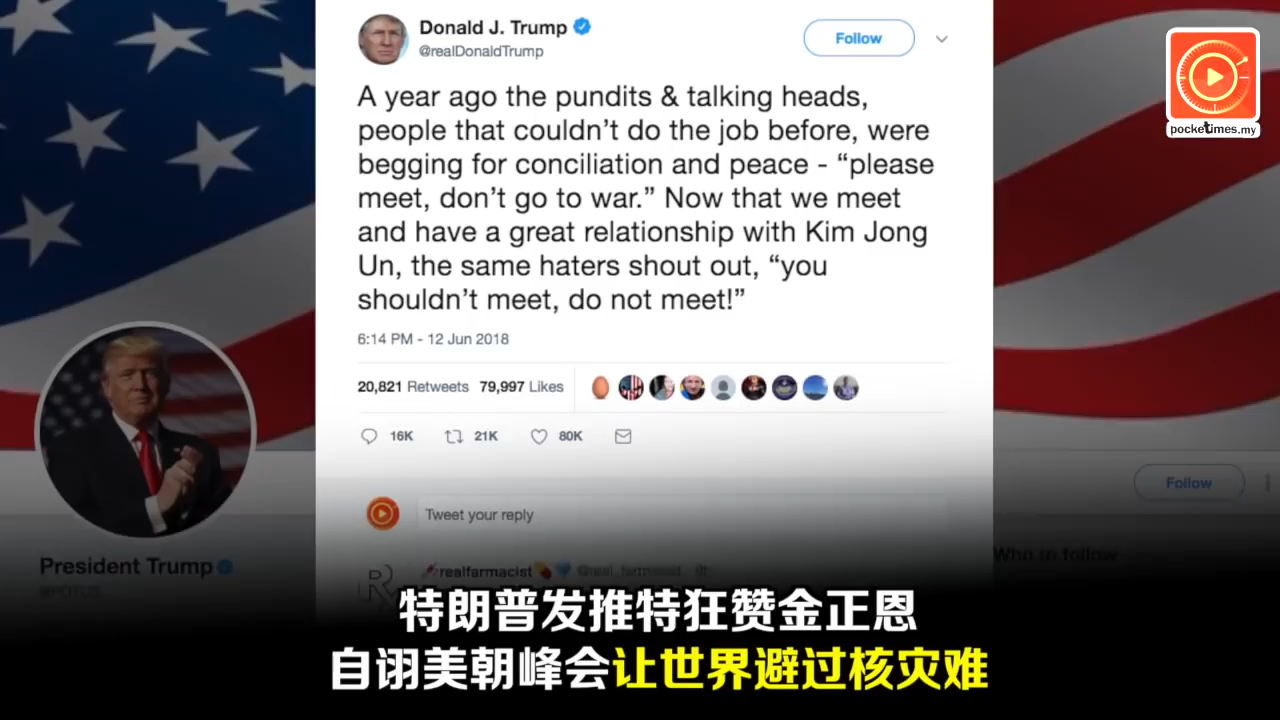 Donald J. Trump
@realDonaldTrump
Follow
pocketimes.my
A year ago the pundits & talking heads,
people that couldn’t do the job before, were
begging for conciliation and peace - “please
meet, don’t go to war.” Now that we meet
and have a great relationship with Kim Jong
Un, the same haters shout out, “you
shouldn’t meet, do not meet!”
6:14 PM - 12 Jun 2018
20,821 Retweets 79,997 Likes
16K 21K 80K
Follow
Tweet your reply
President Trump
@POTUS
Who to follow
realfarmacist
特朗普发推特狂赞金正恩
自诩美朝峰会让世界避过核灾难